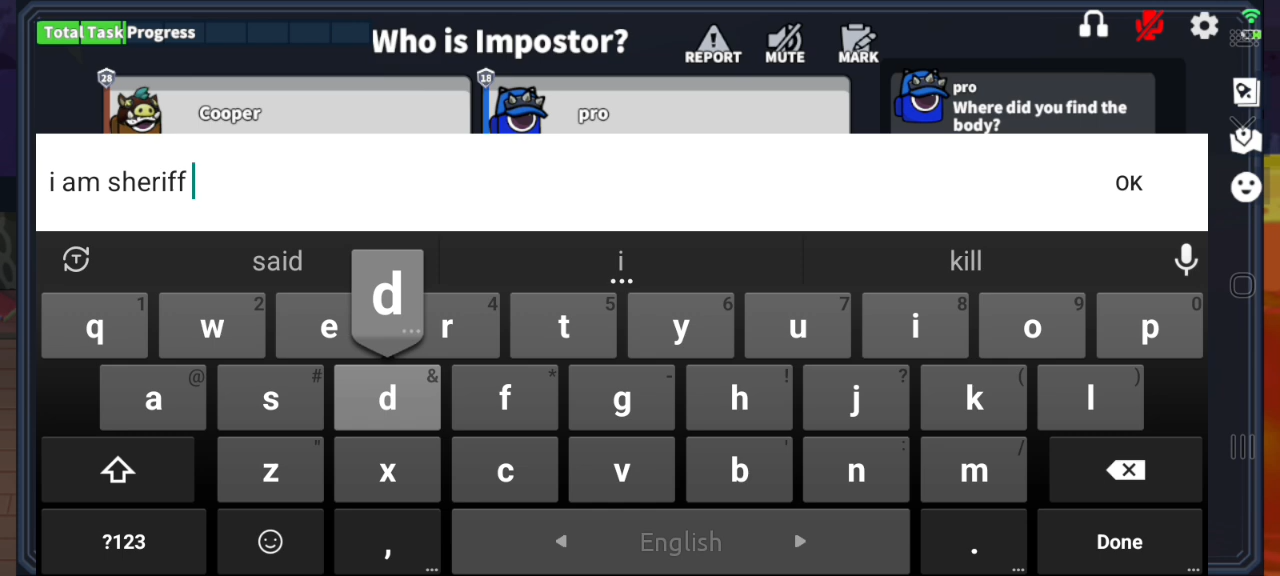 Total Task Progress
Who is Impostor?
REPORT
MUTE
MARK
28
Cooper
18
pro
pro
Where did you find the
body?
i am sheriff
OK
said
i
kill
d
1 2 4 5 6 7 8 9 0
q w e r t y u i o p
@ # & * - ! ? ( )
a s d f g h j k l
" ' : /
z x c v b n m
?123
,
English
.
Done